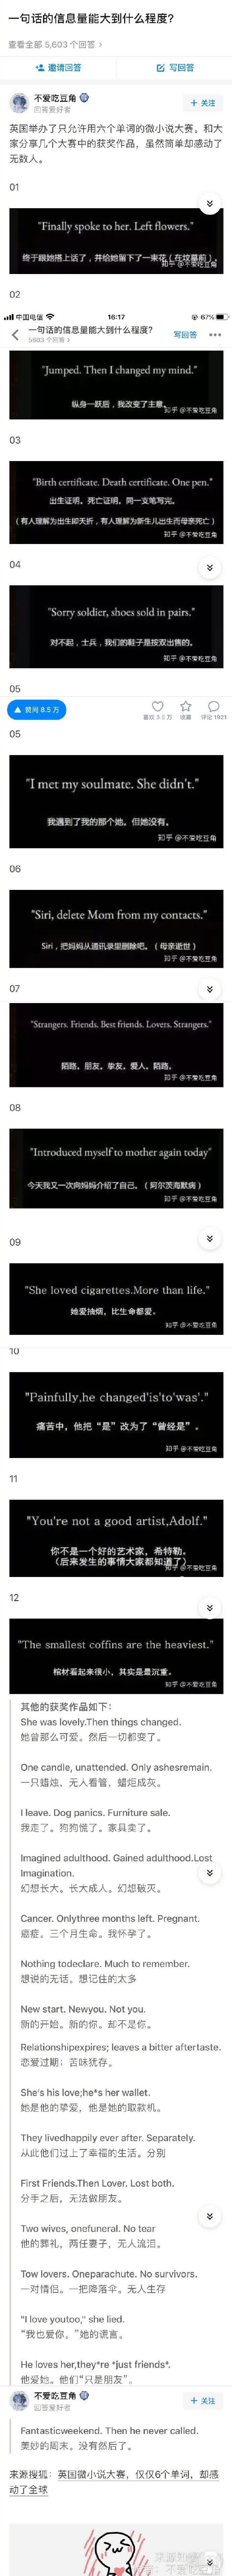 一句话的信息量能大到什么程度?
查看全部 5,603 个回答 >
邀请回答
写回答
不爱吃豆角
回答爱好者
+ 关注
英国举办了只允许用六个单词的微小说大赛。和大
家分享几个大赛中的获奖作品，虽然简单却感动了
无数人。
01
"Finally spoke to her. Left flowers."
终于跟她搭上话了，并给她留下了一束花（在坟墓前）。
知乎 @不爱吃豆角
02
中国电信
16:17
67%
一句话的信息量能大到什么程度?
5603 个回答 >
写回答
"Jumped. Then I changed my mind."
纵身一跃后，我改变了主意。
知乎 @不爱吃豆角
03
"Birth certificate. Death certificate. One pen."
出生证明。死亡证明。同一支笔写完。
（有人理解为出生即夭折，有人理解为新生儿出生而母亲死亡）
知乎 @不爱吃豆角
04
"Sorry soldier, shoes sold in pairs."
对不起，士兵，我们的鞋子是按双出售的。
知乎 @不爱吃豆角
05
赞同 8.5 万
喜欢 3.5 万
收藏
评论 1921
05
"I met my soulmate. She didn't."
我遇到了我的那个她。但她没有。
知乎 @不爱吃豆角
06
"Siri, delete Mom from my contacts."
Siri，把妈妈从通讯录里删除吧。（母亲逝世）
知乎 @不爱吃豆角
07
"Strangers. Friends. Best friends. Lovers. Strangers."
陌路。朋友。挚友。爱人。陌路。
知乎 @不爱吃豆角
08
"Introduced myself to mother again today"
今天我又一次向妈妈介绍了自己。（阿尔茨海默病）
知乎 @不爱吃豆角
09
"She loved cigarettes.More than life."
她爱抽烟，比生命都爱。
知乎 @不爱吃豆角
10
"Painfully,he changed'is'to'was'."
痛苦中，他把“是”改为了“曾经是”。
知乎 @不爱吃豆角
11
"You're not a good artist,Adolf."
你不是一个好的艺术家，希特勒。
（后来发生的事情大家都知道了）
知乎 @不爱吃豆角
12
"The smallest coffins are the heaviest."
棺材看起来很小，其实是最沉重。
知乎 @不爱吃豆角
其他的获奖作品如下：
She was lovely.Then things changed.
她曾那么可爱。然后一切都变了。
One candle, unattended. Only ashesremain.
一只蜡烛。无人看管，蜡炬成灰。
I leave. Dog panics. Furniture sale.
我走了。狗狗慌了。家具卖了。
Imagined adulthood. Gained adulthood.Lost
Imagination.
幻想长大。长大成人。幻想破灭。
Cancer. Onlythree months left. Pregnant.
癌症。三个月生命。我怀孕了。
Nothing todeclare. Much to remember.
想说的无话。想记住的太多
New start. Newyou. Not you.
新的开始。新的你。却不是你。
Relationshipexpires; leaves a bitter aftertaste.
恋爱过期；苦味犹存。
She's his love;he*s her wallet.
她是他的挚爱，他是她的取款机。
They livedhappily ever after. Separately.
从此他们过上了幸福的生活。分别
First Friends.Then Lover. Lost both.
分手之后，无法做朋友。
Two wives, onefuneral. No tear
他的葬礼，两任妻子，无人流泪。
Tow lovers. Oneparachute. No survivors.
一对情侣。一把降落伞。无人生存
"I love youtoo," she lied.
“我也爱你。”她的谎言。
He loves her,they*re *just friends*.
他爱她。他们“只是朋友”。
不爱吃豆角
回答爱好者
+ 关注
Fantasticweekend. Then he never called.
美妙的周末。没有然后了。
来源搜狐：英国微小说大赛，仅仅6个单词，却感
动了全球